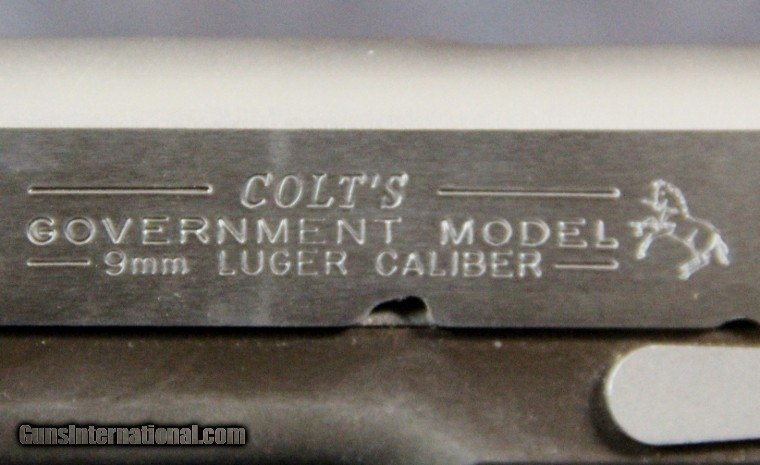 COLT'S
GOVERNMENT MODEL
9mm LUGER CALIBER
GunsInternational.com